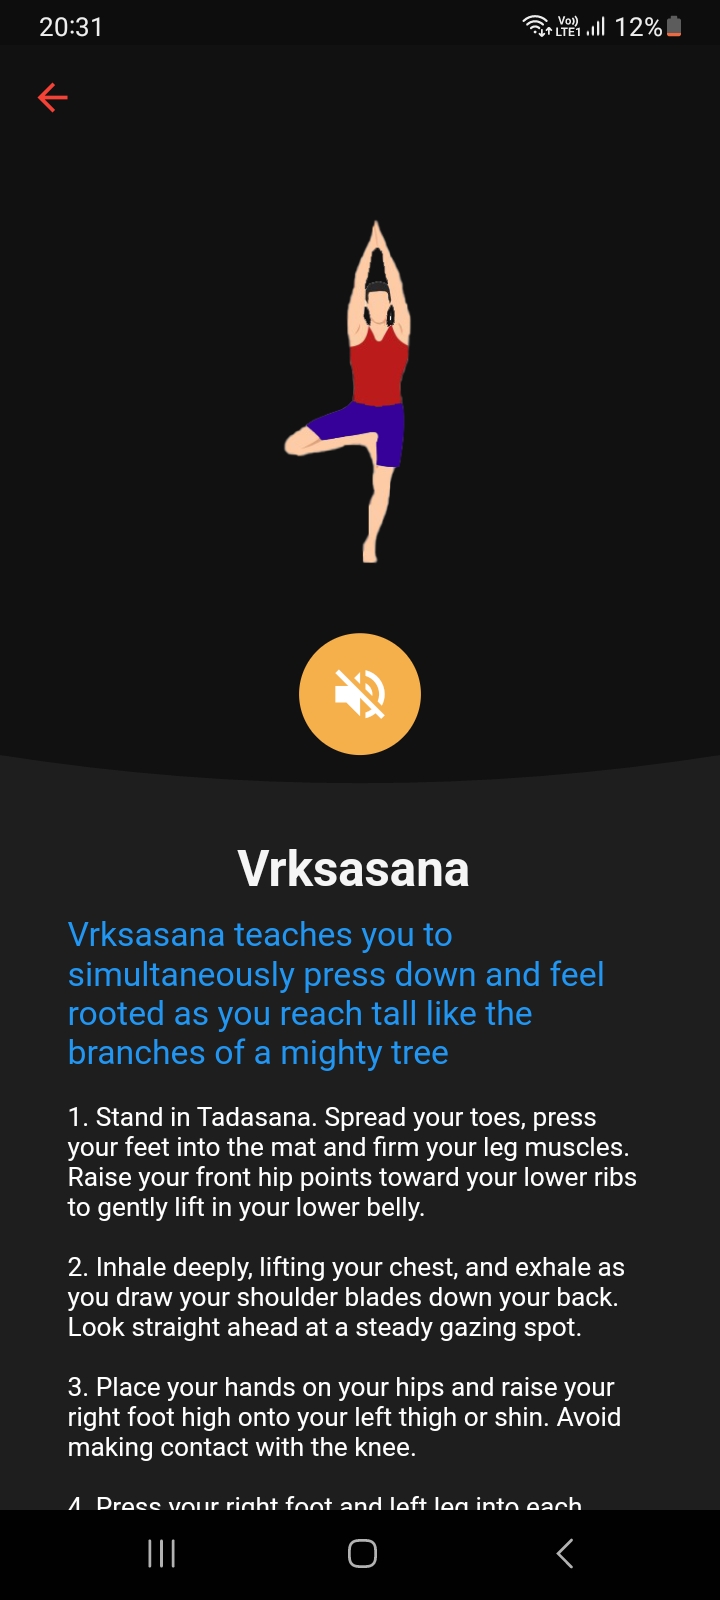 20:31
Vo)) LTE1 12%
Vrksasana
Vrksasana teaches you to
simultaneously press down and feel
rooted as you reach tall like the
branches of a mighty tree
1. Stand in Tadasana. Spread your toes, press
your feet into the mat and firm your leg muscles.
Raise your front hip points toward your lower ribs
to gently lift in your lower belly.
2. Inhale deeply, lifting your chest, and exhale as
you draw your shoulder blades down your back.
Look straight ahead at a steady gazing spot.
3. Place your hands on your hips and raise your
right foot high onto your left thigh or shin. Avoid
making contact with the knee.
4. Press your right foot and left leg into each